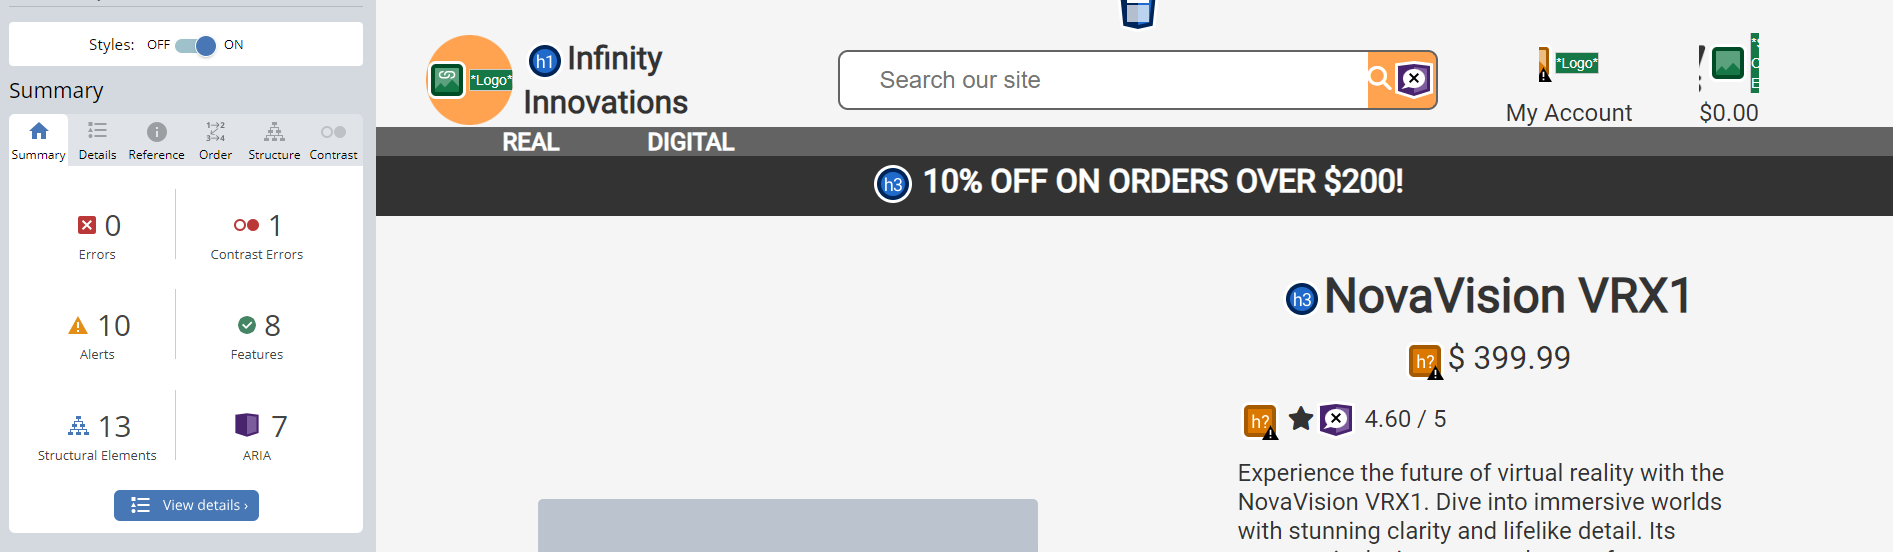 Styles: OFF ON
Summary
Summary Details Reference Order Structure Contrast
0 Errors
1 Contrast Errors
10 Alerts
8 Features
13 Structural Elements
7 ARIA
View details ›
*Logo*
h1 Infinity
Innovations
Search our site
*Logo*
My Account
$0.00
REAL DIGITAL
h3 10% OFF ON ORDERS OVER $200!
h3 NovaVision VRX1
h? $ 399.99
h? 4.60 / 5
Experience the future of virtual reality with the
NovaVision VRX1. Dive into immersive worlds
with stunning clarity and lifelike detail. Its